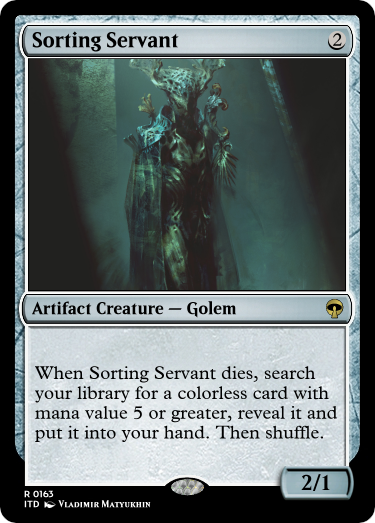 Sorting Servant 2
Artifact Creature — Golem
When Sorting Servant dies, search
your library for a colorless card with
mana value 5 or greater, reveal it and
put it into your hand. Then shuffle.
2/1
R 0163
ITD Vladimir Matyukhin